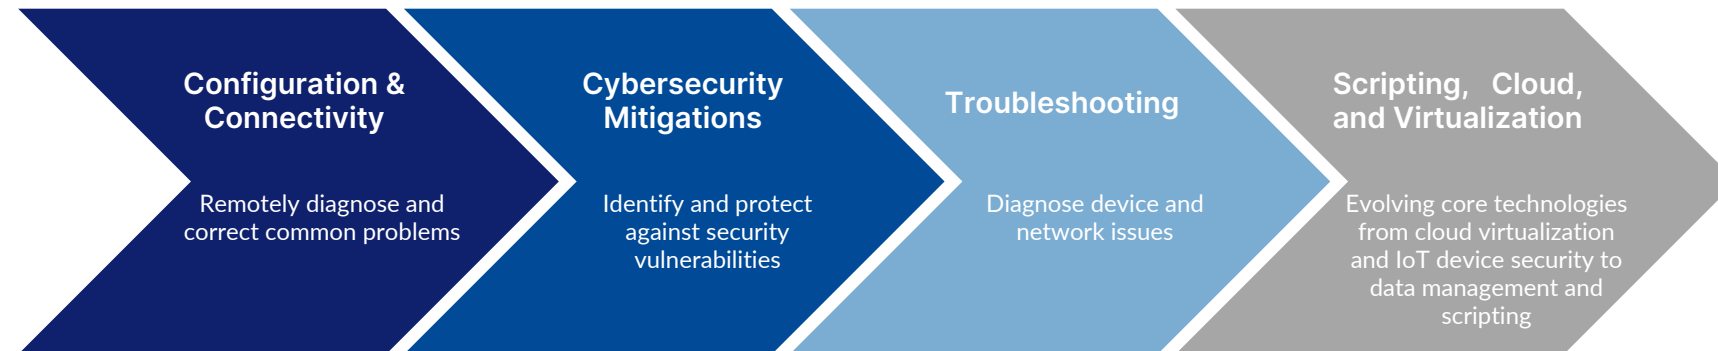 Configuration &
Connectivity
Remotely diagnose and
correct common problems
Cybersecurity
Mitigations
Identify and protect
against security
vulnerabilities
Troubleshooting
Diagnose device and
network issues
Scripting, Cloud,
and Virtualization
Evolving core technologies
from cloud virtualization
and IoT device security to
data management and
scripting